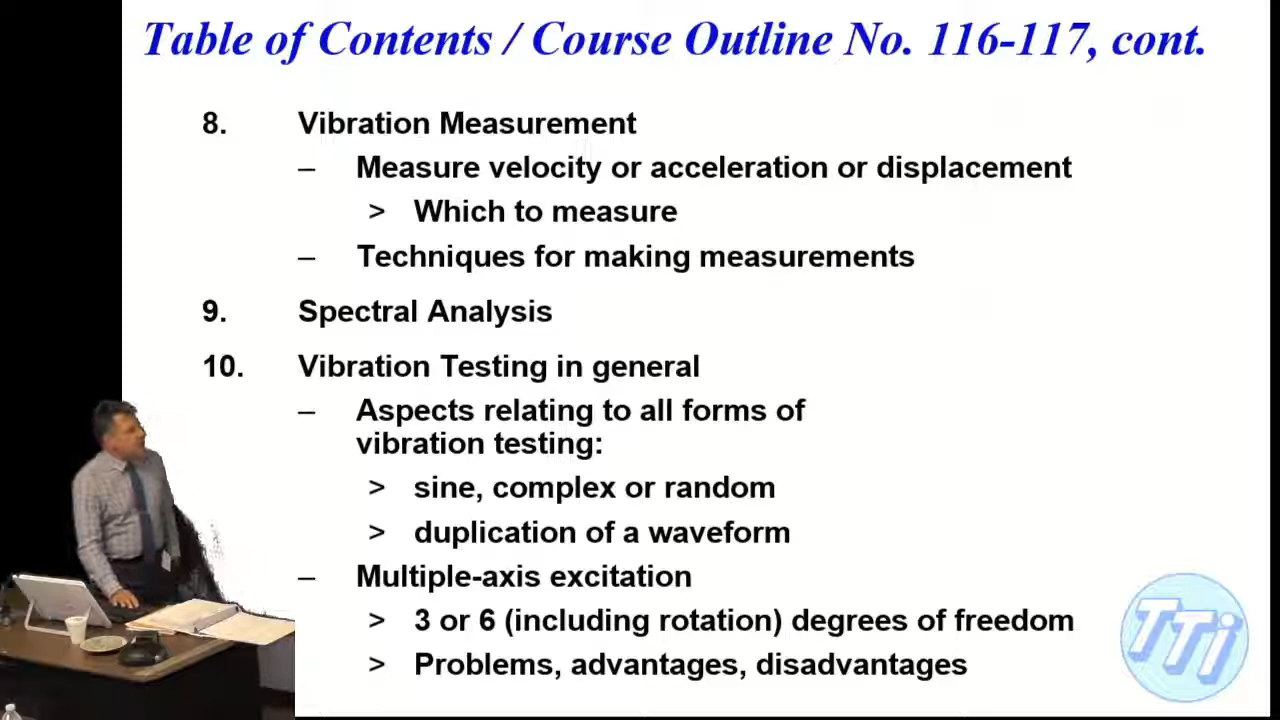 Table of Contents / Course Outline No. 116-117, cont.
8. Vibration Measurement
– Measure velocity or acceleration or displacement
> Which to measure
– Techniques for making measurements
9. Spectral Analysis
10. Vibration Testing in general
– Aspects relating to all forms of
vibration testing:
> sine, complex or random
> duplication of a waveform
– Multiple-axis excitation
> 3 or 6 (including rotation) degrees of freedom
> Problems, advantages, disadvantages
TTi